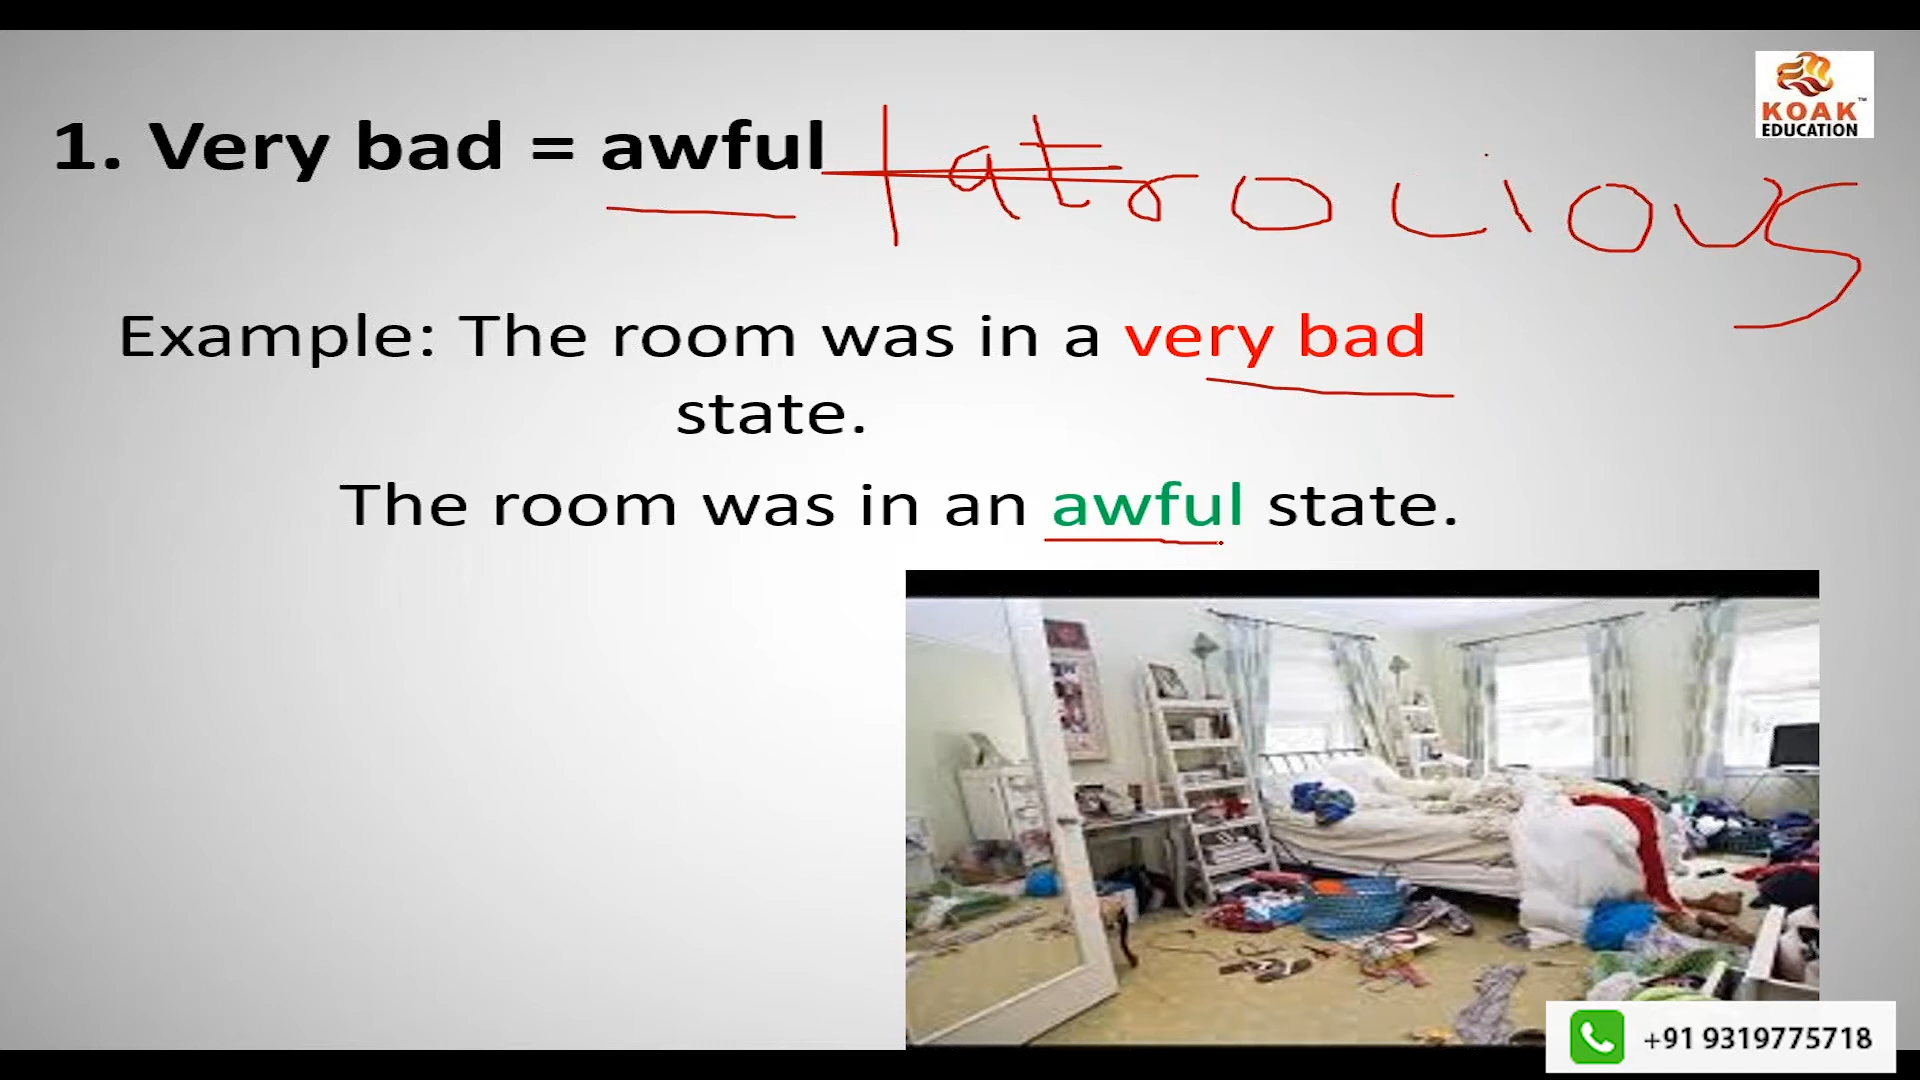 1. Very bad = awful / atrocious
KOAK™
EDUCATION
Example: The room was in a very bad
state.
The room was in an awful state.
+91 9319775718